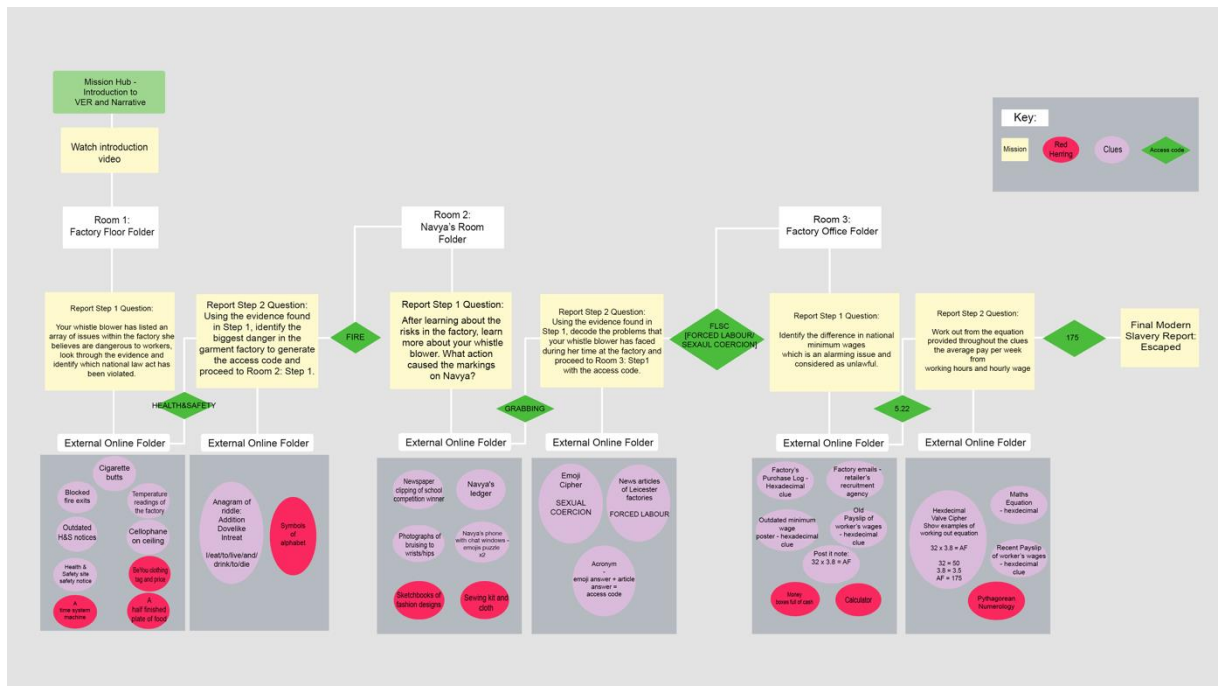 Mission Hub -
Introduction to
VER and Narrative
Watch introduction
video
Room 1:
Factory Floor Folder
Report Step 1 Question:
Your whistle blower has listed an
array of issues within the factory she
believes are dangerous to workers,
look through the evidence and
identify which national law act has
been violated.
HEALTH&SAFETY
Report Step 2 Question:
Using the evidence found
in Step 1, identify the
biggest danger in the
garment factory to generate
the access code and
proceed to Room 2: Step 1.
FIRE
External Online Folder
Cigarette
butts
Blocked
fire exits
Temperature
readings of
the factory
Outdated
H&S notices
Cellophane
on ceiling
Health &
Safety site
safety notice
BeYou clothing
tag and price
A
time system
machine
A
half finished
plate of food
External Online Folder
Anagram of
riddle:
Addition
Dovelike
Intreat
I/eat/to/live/and/
drink/to/die
Symbols
of
alphabet
Room 2:
Navya's Room
Folder
Report Step 1 Question:
After learning about the
risks in the factory, learn
more about your whistle
blower. What action
caused the markings
on Navya?
GRABBING
Report Step 2 Question:
Using the evidence found in
Step 1, decode the problems that
your whistle blower has faced
during her time at the factory and
proceed to Room 3: Step1
with the access code.
FLSC
[FORCED LABOUR/
SEXAUL COERCION]
External Online Folder
Newspaper
clipping of school
competition winner
Navya's
ledger
Photographs of
bruising to
wrists/hips
Navya's phone
with chat windows -
emojis puzzle
x2
Sketchbooks of
fashion designs
Sewing kit and
cloth
External Online Folder
Emoji
Cipher
SEXUAL
COERCION
News articles
of Leicester
factories
FORCED LABOUR
Acronym
-
emoji answer + article
answer =
access code
Room 3:
Factory Office Folder
Report Step 1 Question:
Identify the difference in national
minimum wages
which is an alarming issue and
considered as unlawful.
5.22
Report Step 2 Question:
Work out from the equation
provided throughout the clues
the average pay per week
from
working hours and hourly wage
175
Final Modern
Slavery Report:
Escaped
External Online Folder
Factory's
Purchase Log -
Hexadecimal
clue
Factory emails -
retailer's
recruitment
agency
Outdated minimum
wage
poster - hexadecimal
clue
Old
Payslip of
worker's wages -
hexadecimal
clue
Post it note:
32 x 3.8 = AF
Money
boxes full of cash
Calculator
External Online Folder
Hexdecimal
Valve Cipher
Show examples of
working out equation
32 x 3.8 = AF
32 = 50
3.8 = 3.5
AF = 175
Maths
Equation
- hexdecimal
Recent Payslip
of worker's wages -
hexadecimal
clue
Pythagorean
Numerology
Key:
Mission
Red
Herring
Clues
Access code